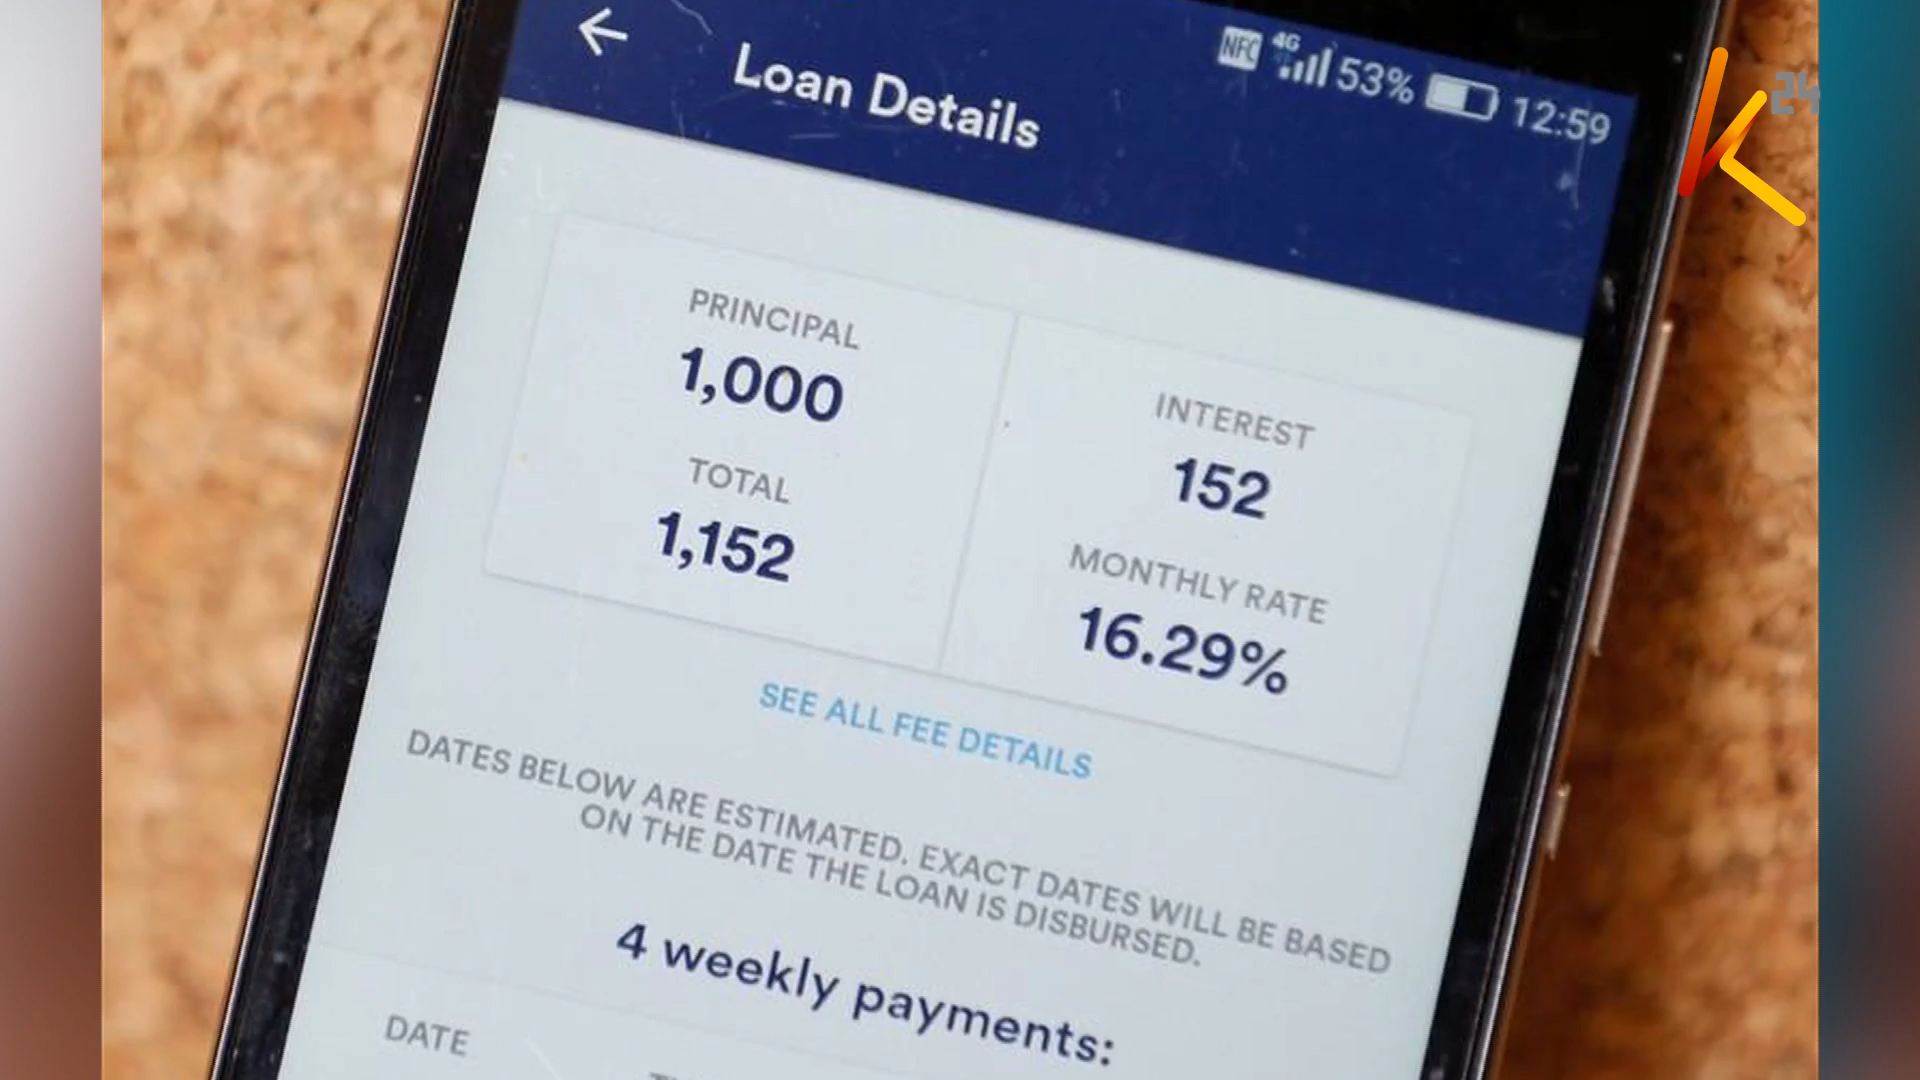 NFC 4G 53% 12:59
Loan Details
PRINCIPAL
1,000
INTEREST
152
TOTAL
1,152
MONTHLY RATE
16.29%
SEE ALL FEE DETAILS
DATES BELOW ARE ESTIMATED. EXACT DATES WILL BE BASED
ON THE DATE THE LOAN IS DISBURSED.
4 weekly payments:
DATE
K24